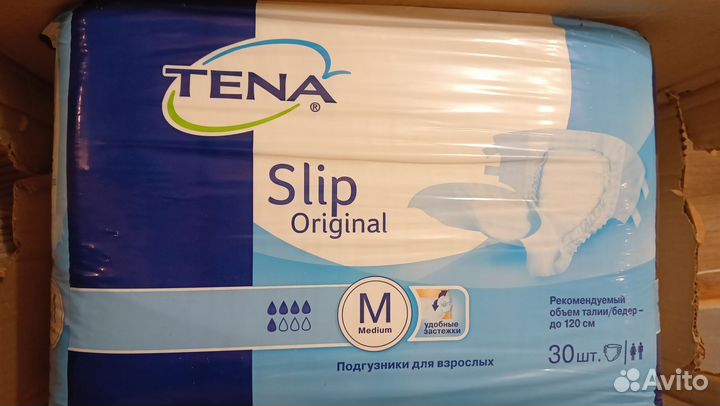 TENA®
Slip
Original
M
Medium
удобные
застежки
Рекомендуемый
объем талии/бедер –
до 120 см
Подгузники для взрослых
30 шт.
Avito